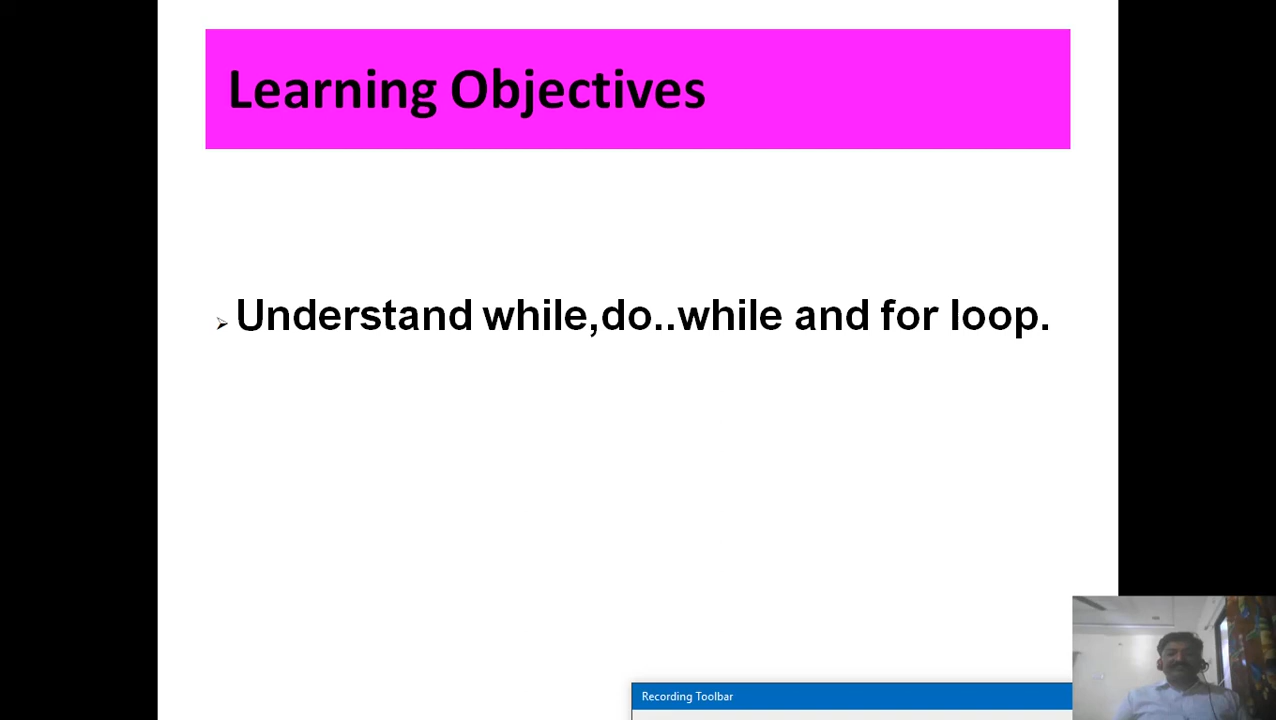 Learning Objectives
Understand while,do..while and for loop.
Recording Toolbar